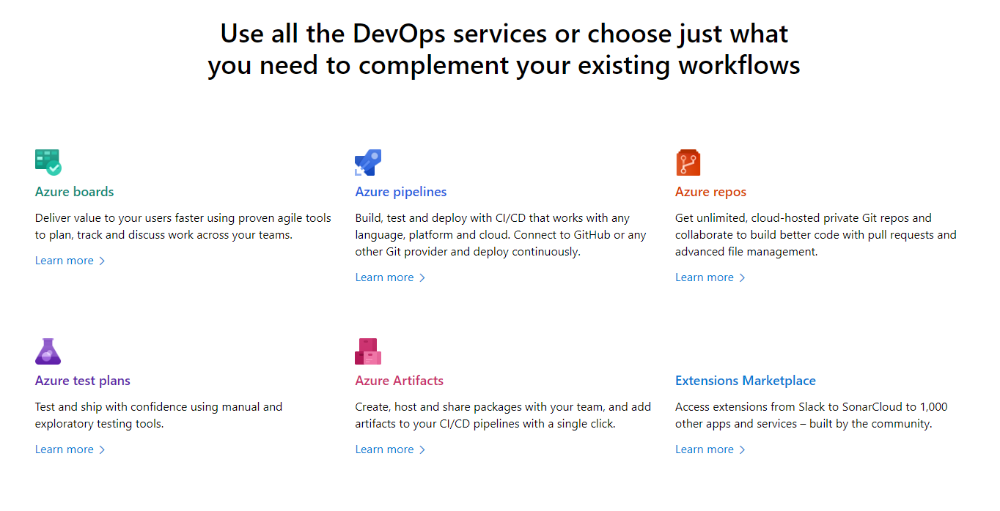 Use all the DevOps services or choose just what
you need to complement your existing workflows
Azure boards
Deliver value to your users faster using proven agile tools
to plan, track and discuss work across your teams.
Learn more
Azure pipelines
Build, test and deploy with CI/CD that works with any
language, platform and cloud. Connect to GitHub or any
other Git provider and deploy continuously.
Learn more
Azure repos
Get unlimited, cloud-hosted private Git repos and
collaborate to build better code with pull requests and
advanced file management.
Learn more
Azure test plans
Test and ship with confidence using manual and
exploratory testing tools.
Learn more
Azure Artifacts
Create, host and share packages with your team, and add
artifacts to your CI/CD pipelines with a single click.
Learn more
Extensions Marketplace
Access extensions from Slack to SonarCloud to 1,000
other apps and services – built by the community.
Learn more